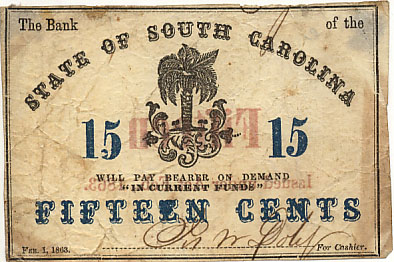 The Bank of the
STATE OF SOUTH CAROLINA
15 15
WILL PAY BEARER ON DEMAND
"IN CURRENT FUNDS"
FIFTEEN CENTS
FEB. 1, 1863. For Cashier.